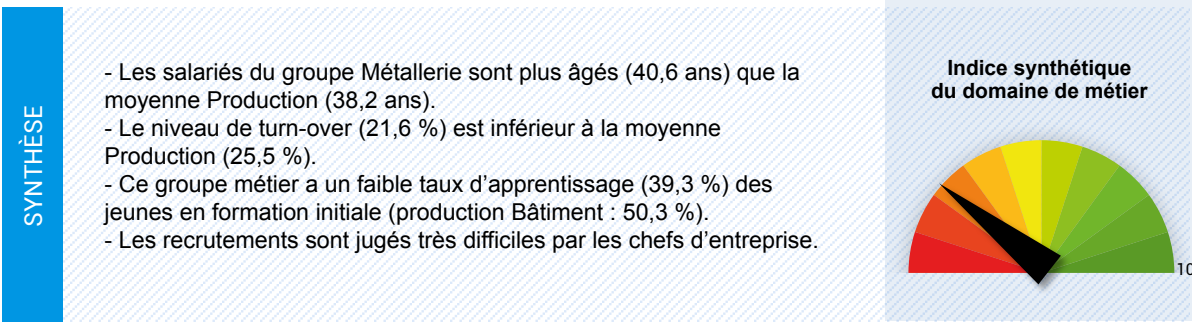 SYNTHÈSE
- Les salariés du groupe Métallerie sont plus âgés (40,6 ans) que la
moyenne Production (38,2 ans).
- Le niveau de turn-over (21,6 %) est inférieur à la moyenne
Production (25,5 %).
- Ce groupe métier a un faible taux d’apprentissage (39,3 %) des
jeunes en formation initiale (production Bâtiment : 50,3 %).
- Les recrutements sont jugés très difficiles par les chefs d’entreprise.
Indice synthétique
du domaine de métier
10